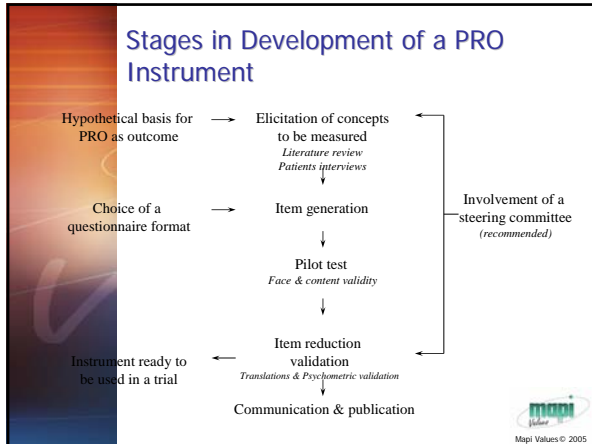 Stages in Development of a PRO
Instrument
Hypothetical basis for
PRO as outcome
Elicitation of concepts
to be measured
Literature review
Patients interviews
Choice of a
questionnaire format
Item generation
Involvement of a
steering committee
(recommended)
Pilot test
Face & content validity
Item reduction
validation
Translations & Psychometric validation
Instrument ready to
be used in a trial
Communication & publication
mapi
Values
Mapi Values © 2005